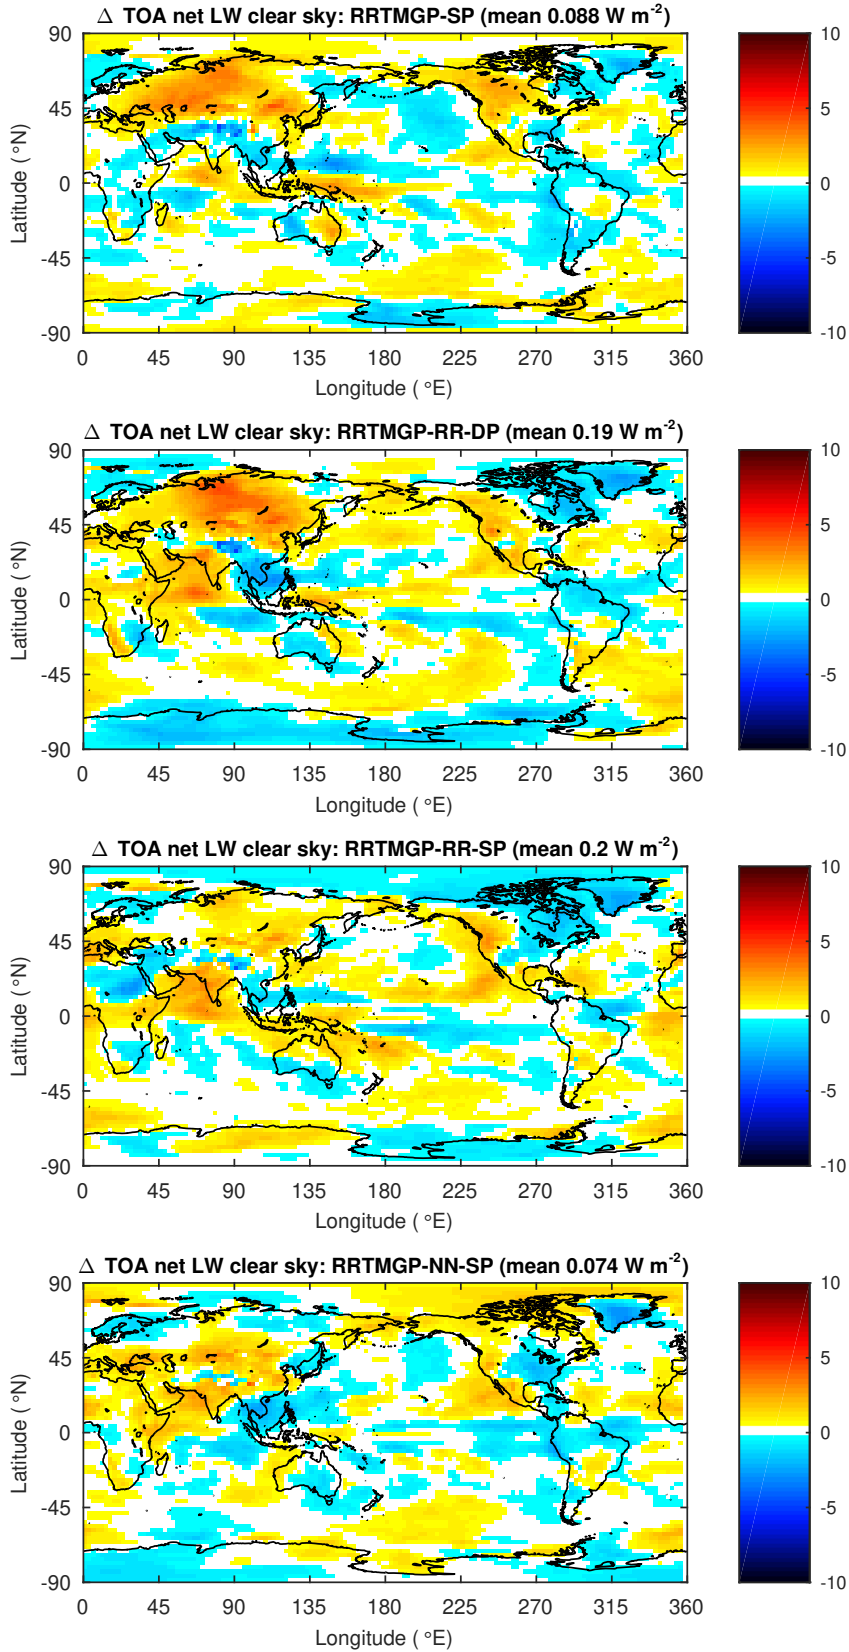 Δ TOA net LW clear sky: RRTMGP-SP (mean 0.088 W m-2)
90
45
0
-45
-90
Latitude ( °N)
0 45 90 135 180 225 270 315 360
Longitude ( °E)
10
5
0
-5
-10
Δ TOA net LW clear sky: RRTMGP-RR-DP (mean 0.19 W m-2)
90
45
0
-45
-90
Latitude ( °N)
0 45 90 135 180 225 270 315 360
Longitude ( °E)
10
5
0
-5
-10
Δ TOA net LW clear sky: RRTMGP-RR-SP (mean 0.2 W m-2)
90
45
0
-45
-90
Latitude ( °N)
0 45 90 135 180 225 270 315 360
Longitude ( °E)
10
5
0
-5
-10
Δ TOA net LW clear sky: RRTMGP-NN-SP (mean 0.074 W m-2)
90
45
0
-45
-90
Latitude ( °N)
0 45 90 135 180 225 270 315 360
Longitude ( °E)
10
5
0
-5
-10